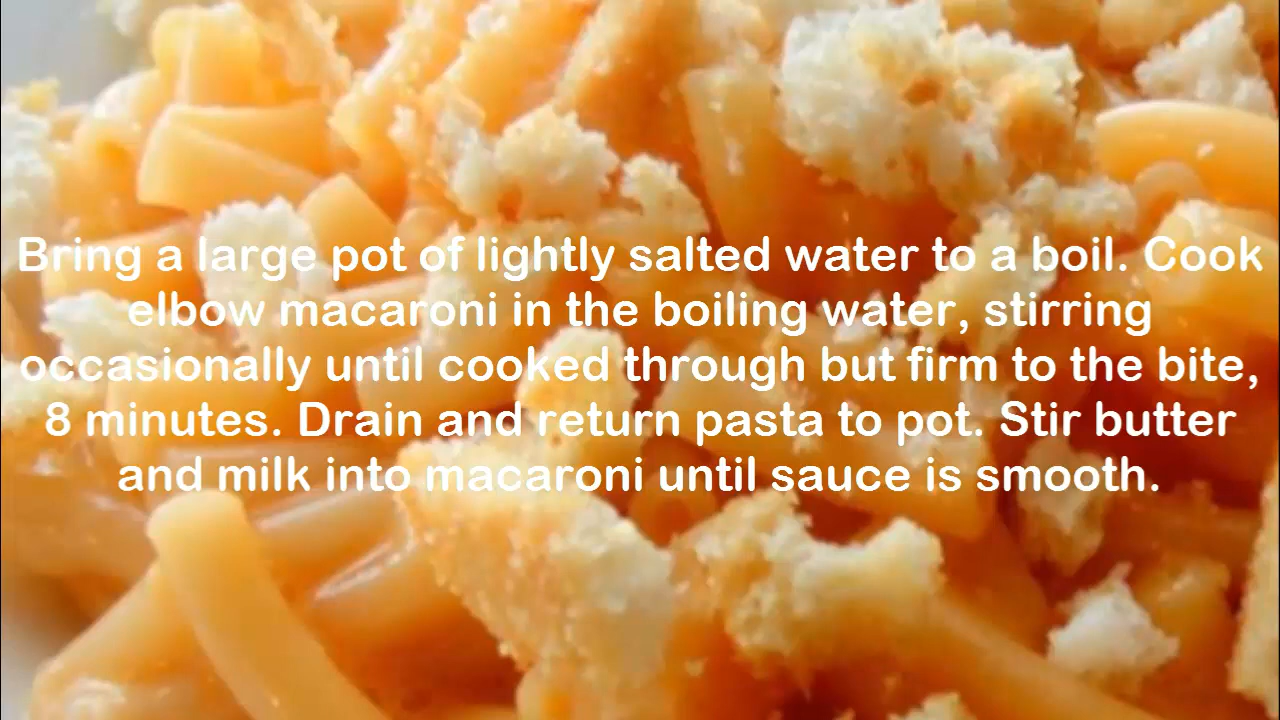 Bring a large pot of lightly salted water to a boil. Cook
elbow macaroni in the boiling water, stirring
occasionally until cooked through but firm to the bite,
8 minutes. Drain and return pasta to pot. Stir butter
and milk into macaroni until sauce is smooth.